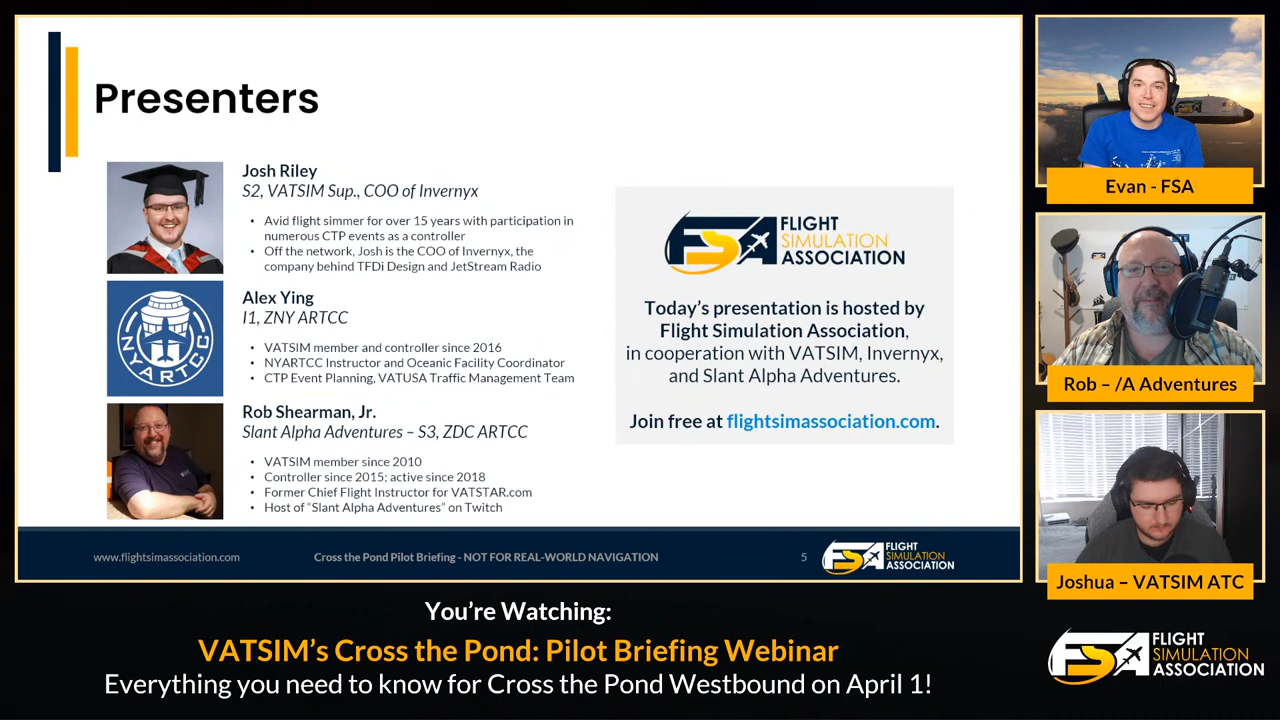 Presenters
Josh Riley
S2, VATSIM Sup., COO of Invernyx
• Avid flight simmer for over 15 years with participation in
numerous CTP events as a controller
• Off the network, Josh is the COO of Invernyx, the
company behind TFDi Design and JetStream Radio
NYARTCC
Alex Ying
I1, ZNY ARTCC
• VATSIM member and controller since 2016
• NYARTCC Instructor and Oceanic Facility Coordinator
• CTP Event Planning, VATUSA Traffic Management Team
Rob Shearman, Jr.
Slant Alpha Adventures – S3, ZDC ARTCC
• VATSIM member since 2010
• Controller since 2015; active since 2018
• Former Chief Flight Instructor for VATSTAR.com
• Host of “Slant Alpha Adventures” on Twitch
FSA
FLIGHT
SIMULATION
ASSOCIATION
Today’s presentation is hosted by
Flight Simulation Association,
in cooperation with VATSIM, Invernyx,
and Slant Alpha Adventures.
Join free at flightsimassociation.com.
www.flightsimassociation.com
Cross the Pond Pilot Briefing - NOT FOR REAL-WORLD NAVIGATION
5
FSA
FLIGHT
SIMULATION
ASSOCIATION
Evan - FSA
Rob – /A Adventures
Joshua – VATSIM ATC
You’re Watching:
VATSIM’s Cross the Pond: Pilot Briefing Webinar
Everything you need to know for Cross the Pond Westbound on April 1!
FSA
FLIGHT
SIMULATION
ASSOCIATION